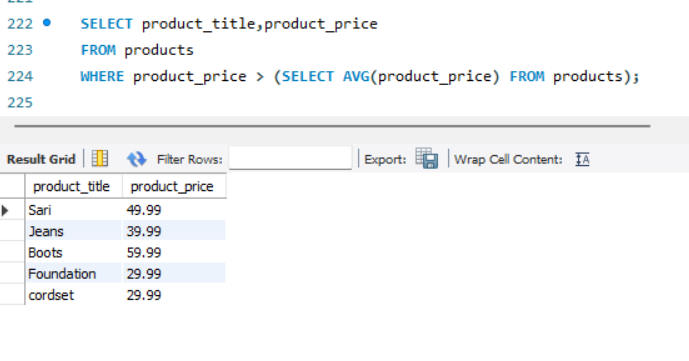 222 SELECT product_title,product_price
223 FROM products
224 WHERE product_price > (SELECT AVG(product_price) FROM products);
225
Result Grid Filter Rows: Export: Wrap Cell Content: IA
product_title product_price
Sari 49.99
Jeans 39.99
Boots 59.99
Foundation 29.99
cordset 29.99